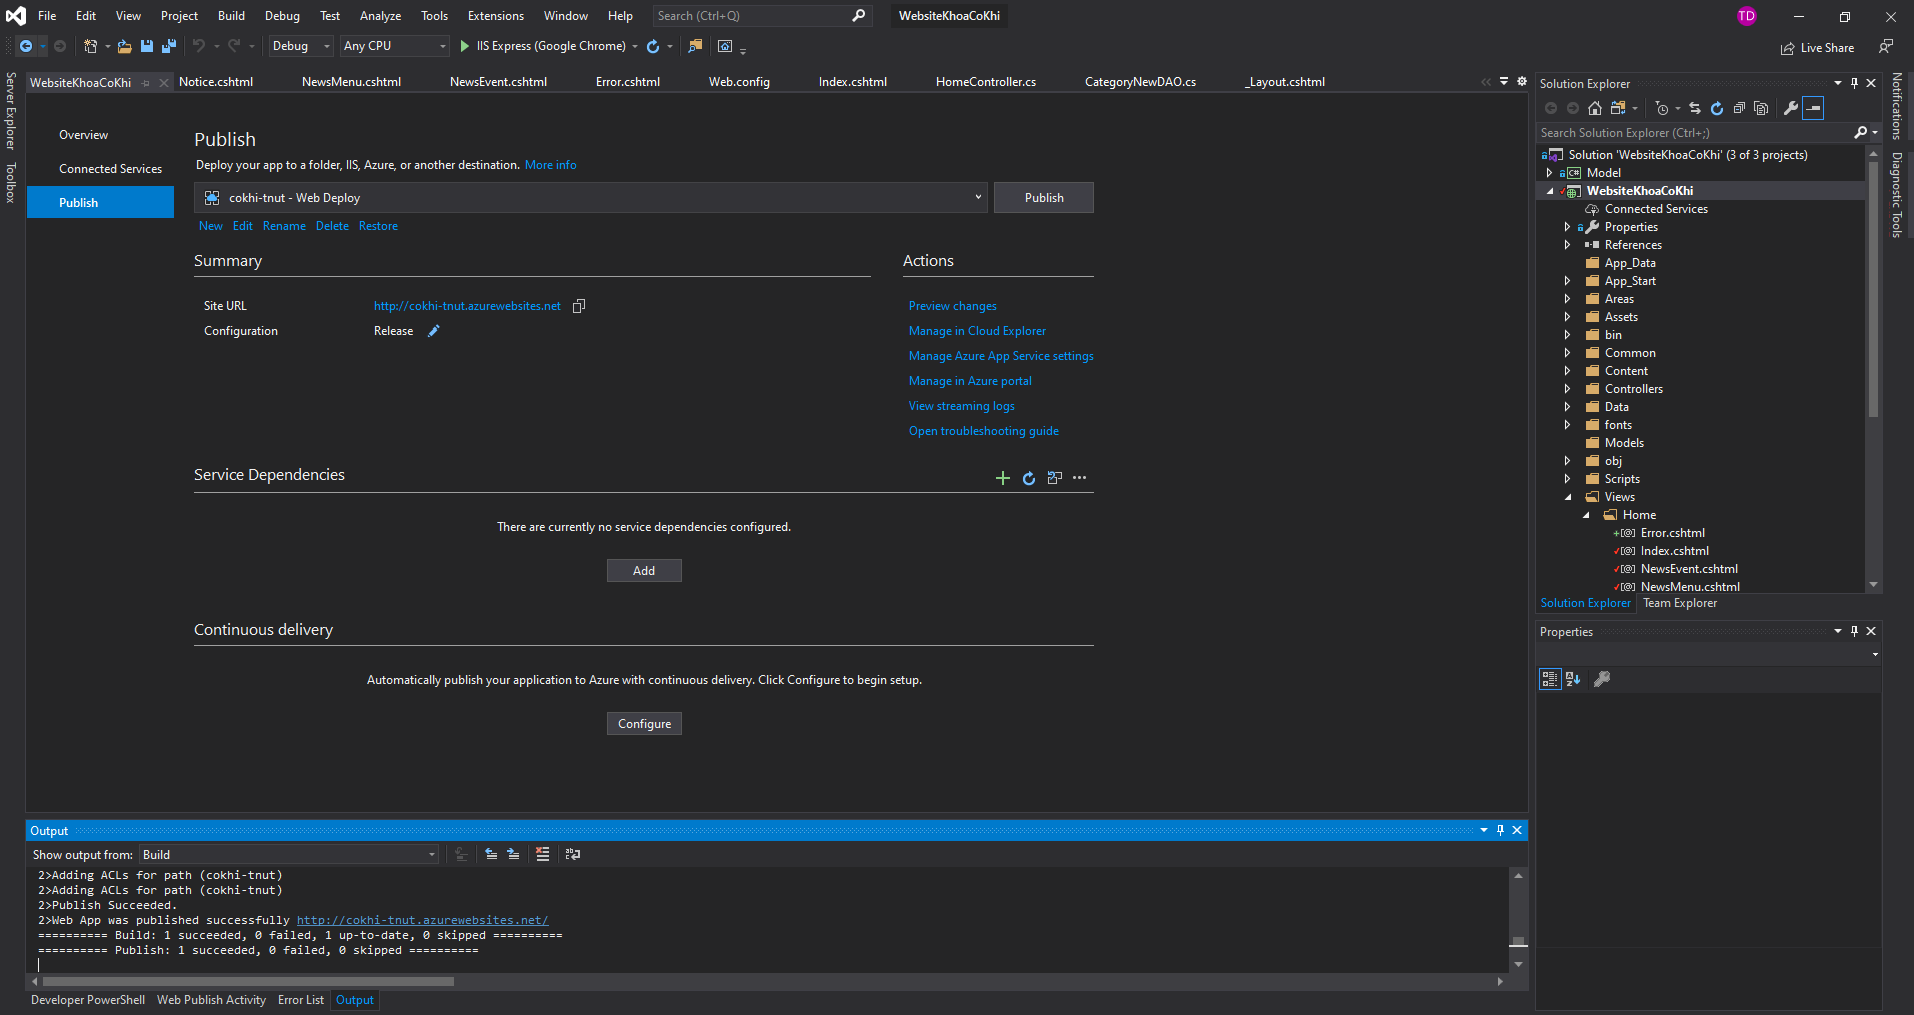 File Edit View Project Build Debug Test Analyze Tools Extensions Window Help Search (Ctrl+Q) WebsiteKhoaCoKhi TD
Debug Any CPU IIS Express (Google Chrome) Live Share
WebsiteKhoaCoKhi Notice.cshtml NewsMenu.cshtml NewsEvent.cshtml Error.cshtml Web.config Index.cshtml HomeController.cs CategoryNewDAO.cs _Layout.cshtml
Server Explorer
Toolbox
Overview
Connected Services
Publish
Publish
Deploy your app to a folder, IIS, Azure, or another destination. More info
cokhi-tnut - Web Deploy Publish
New Edit Rename Delete Restore
Summary
Site URL http://cokhi-tnut.azurewebsites.net
Configuration Release
Actions
Preview changes
Manage in Cloud Explorer
Manage Azure App Service settings
Manage in Azure portal
View streaming logs
Open troubleshooting guide
Service Dependencies
There are currently no service dependencies configured.
Add
Continuous delivery
Automatically publish your application to Azure with continuous delivery. Click Configure to begin setup.
Configure
Output
Show output from: Build
2>Adding ACLs for path (cokhi-tnut)
2>Adding ACLs for path (cokhi-tnut)
2>Publish Succeeded.
2>Web App was published successfully http://cokhi-tnut.azurewebsites.net/
========== Build: 1 succeeded, 0 failed, 1 up-to-date, 0 skipped ==========
========== Publish: 1 succeeded, 0 failed, 0 skipped ==========
Developer PowerShell Web Publish Activity Error List Output
Solution Explorer
Search Solution Explorer (Ctrl+;)
Solution 'WebsiteKhoaCoKhi' (3 of 3 projects)
C# Model
WebsiteKhoaCoKhi
Connected Services
Properties
References
App_Data
App_Start
Areas
Assets
bin
Common
Content
Controllers
Data
fonts
Models
obj
Scripts
Views
Home
Error.cshtml
Index.cshtml
NewsEvent.cshtml
NewsMenu.cshtml
Solution Explorer Team Explorer
Properties
Notifications
Diagnostic Tools